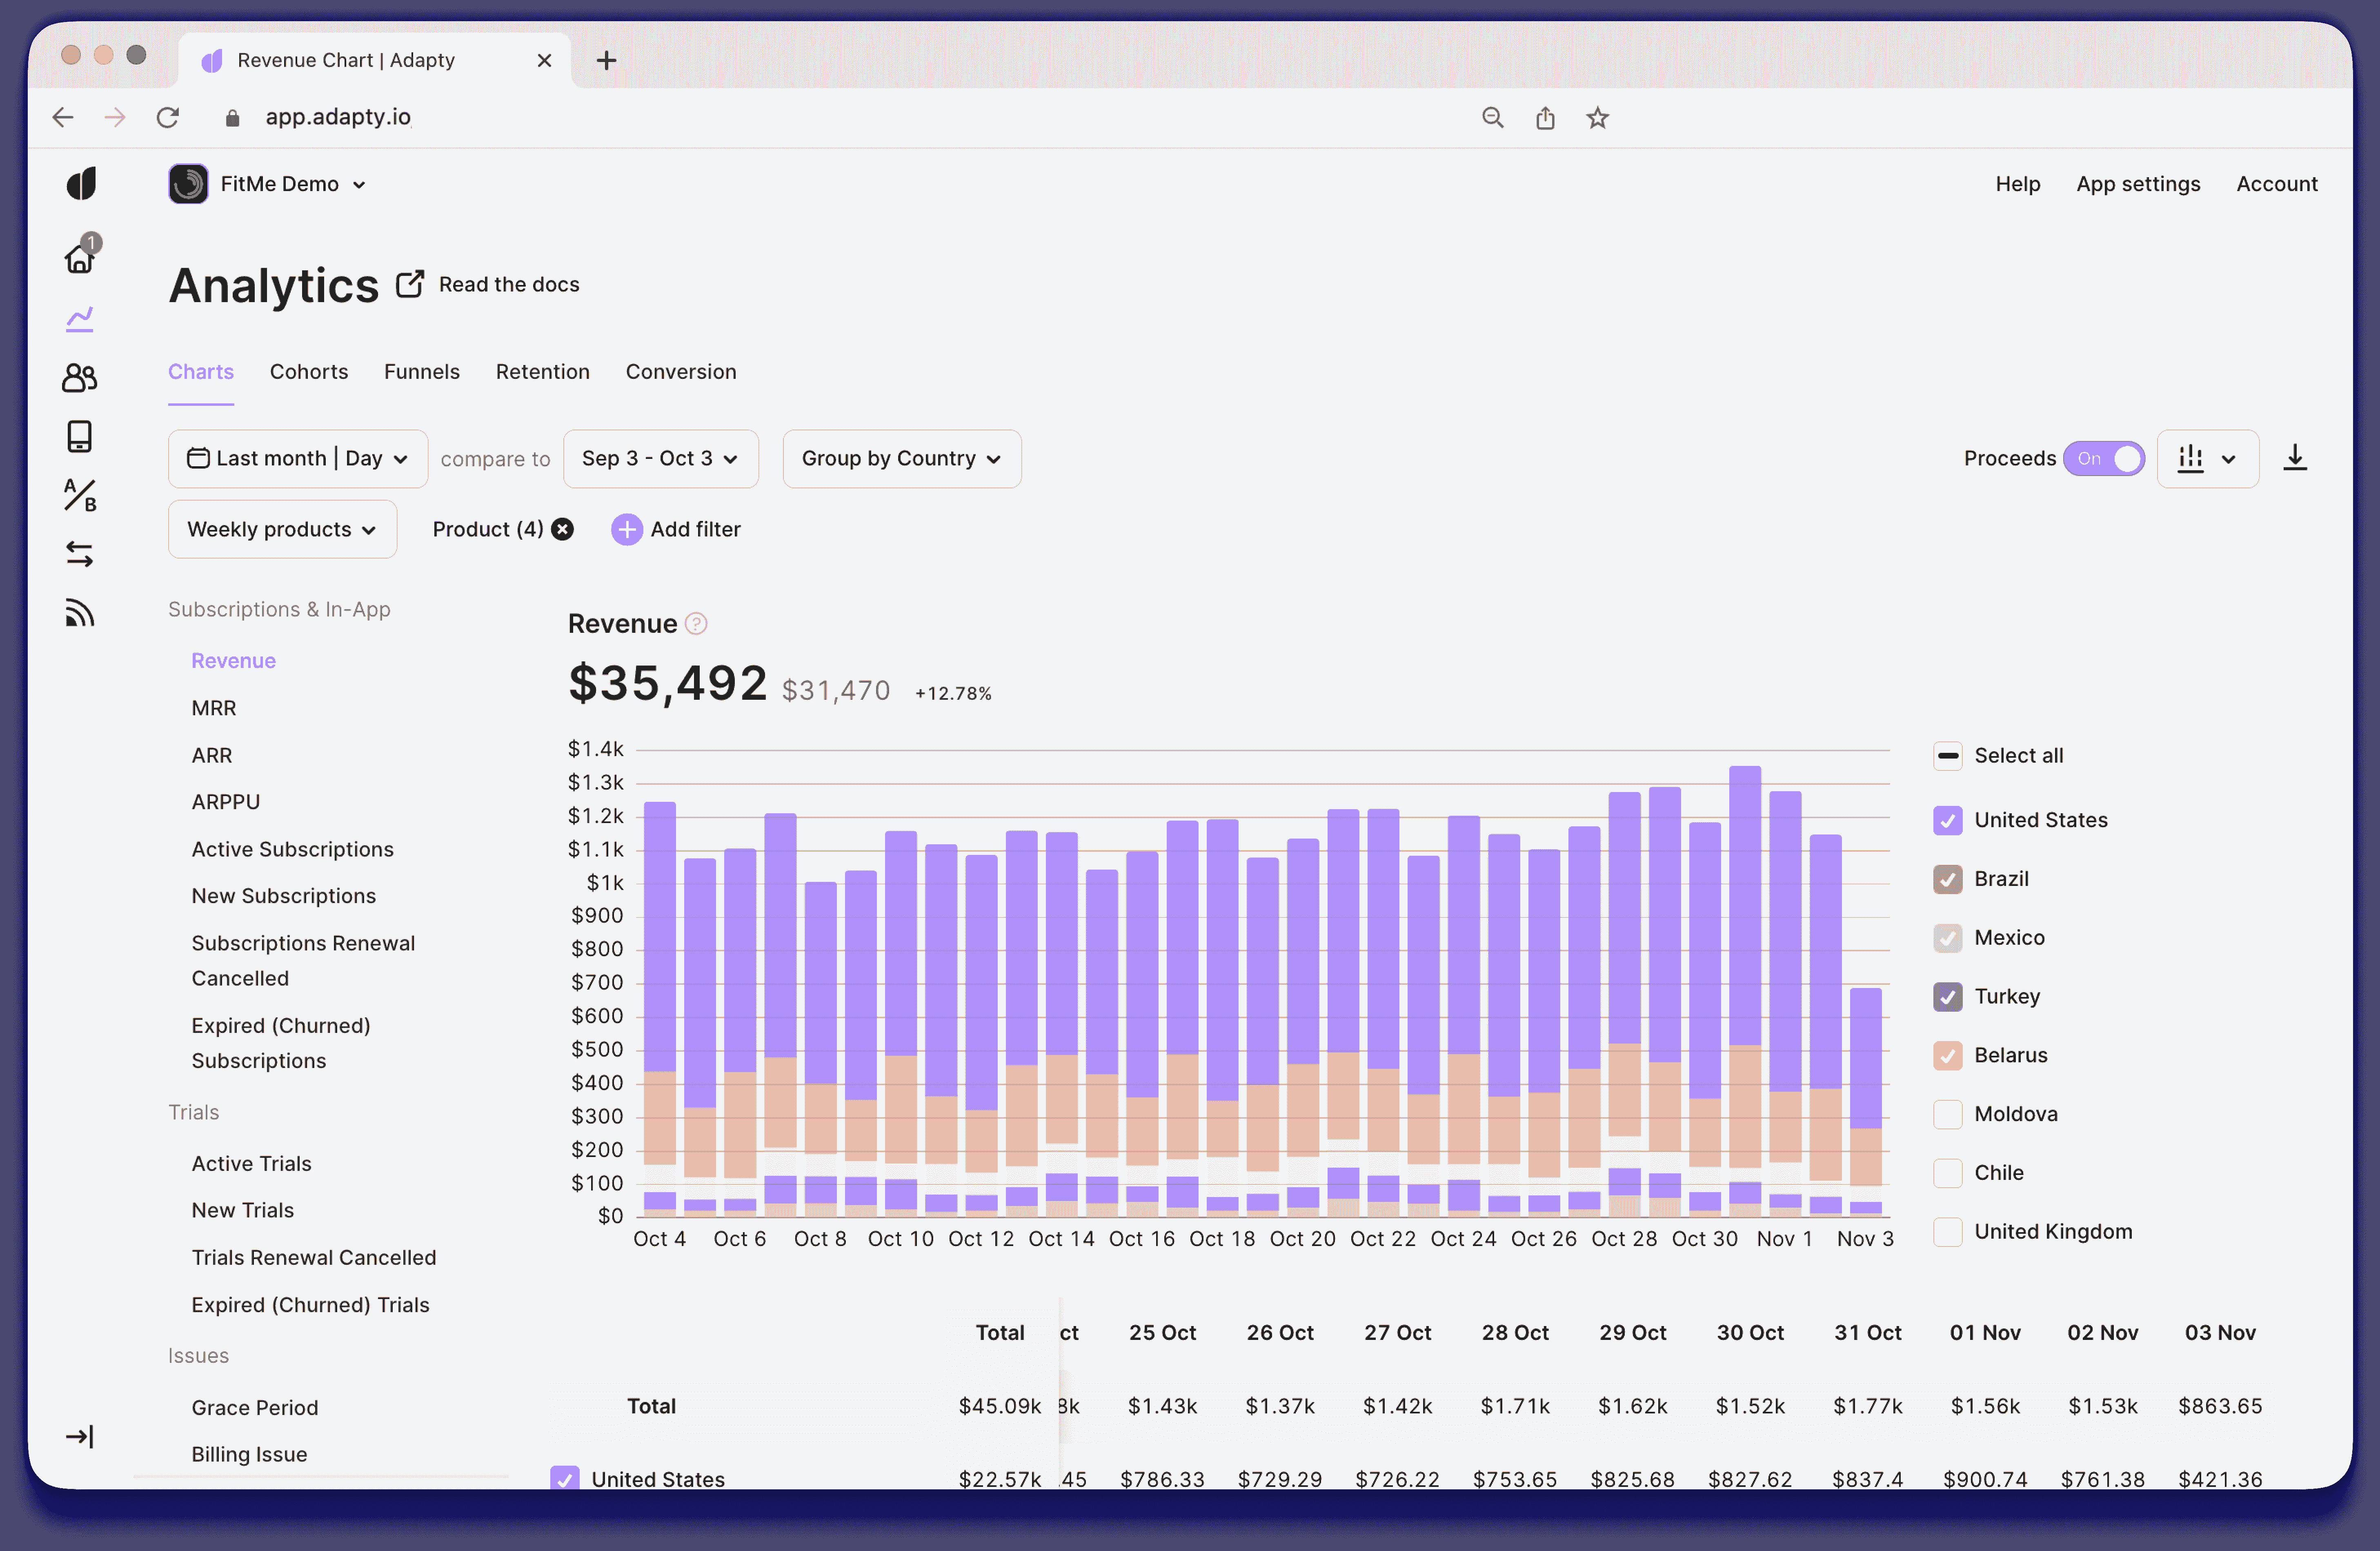 Revenue Chart | Adapty
app.adapty.io
FitMe Demo
Help App settings Account
1
Analytics Read the docs
Charts Cohorts Funnels Retention Conversion
Last month | Day compare to Sep 3 - Oct 3 Group by Country Proceeds On
A/B
Weekly products Product (4) Add filter
Subscriptions & In-App
Revenue
MRR
ARR
ARPPU
Active Subscriptions
New Subscriptions
Subscriptions Renewal
Cancelled
Expired (Churned)
Subscriptions
Trials
Active Trials
New Trials
Trials Renewal Cancelled
Expired (Churned) Trials
Issues
Grace Period
Billing Issue
Revenue ?
$35,492 $31,470 +12.78%
$1.4k
$1.3k
$1.2k
$1.1k
$1k
$900
$800
$700
$600
$500
$400
$300
$200
$100
$0
Oct 4 Oct 6 Oct 8 Oct 10 Oct 12 Oct 14 Oct 16 Oct 18 Oct 20 Oct 22 Oct 24 Oct 26 Oct 28 Oct 30 Nov 1 Nov 3
Select all
United States
Brazil
Mexico
Turkey
Belarus
Moldova
Chile
United Kingdom
Total ct 25 Oct 26 Oct 27 Oct 28 Oct 29 Oct 30 Oct 31 Oct 01 Nov 02 Nov 03 Nov
Total $45.09k 8k $1.43k $1.37k $1.42k $1.71k $1.62k $1.52k $1.77k $1.56k $1.53k $863.65
United States $22.57k .45 $786.33 $729.29 $726.22 $753.65 $825.68 $827.62 $837.4 $900.74 $761.38 $421.36